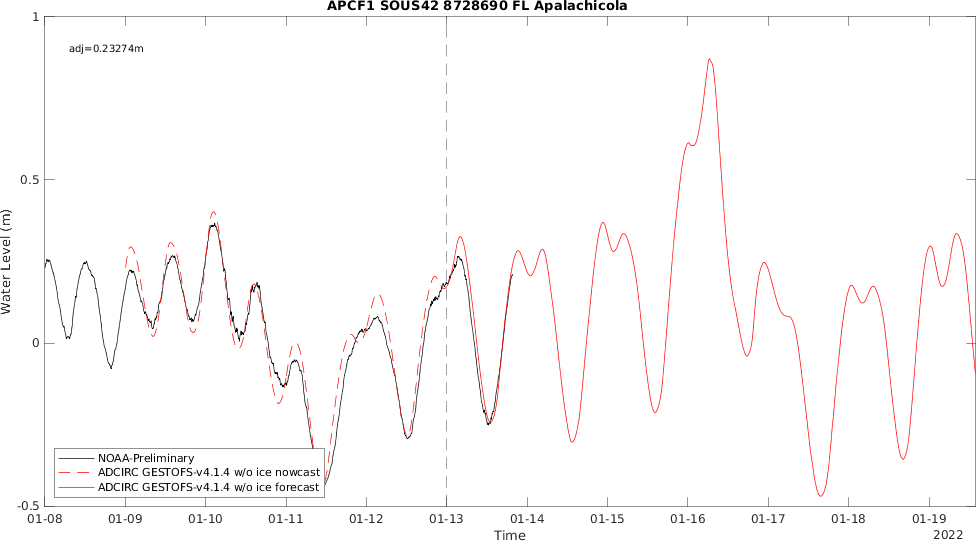 APCF1 SOUS42 8728690 FL Apalachicola
adj=0.23274m
1
0.5
0
-0.5
Water Level (m)
NOAA-Preliminary
ADCIRC GESTOFS-v4.1.4 w/o ice nowcast
ADCIRC GESTOFS-v4.1.4 w/o ice forecast
01-08 01-09 01-10 01-11 01-12 01-13 01-14 01-15 01-16 01-17 01-18 01-19
Time
2022